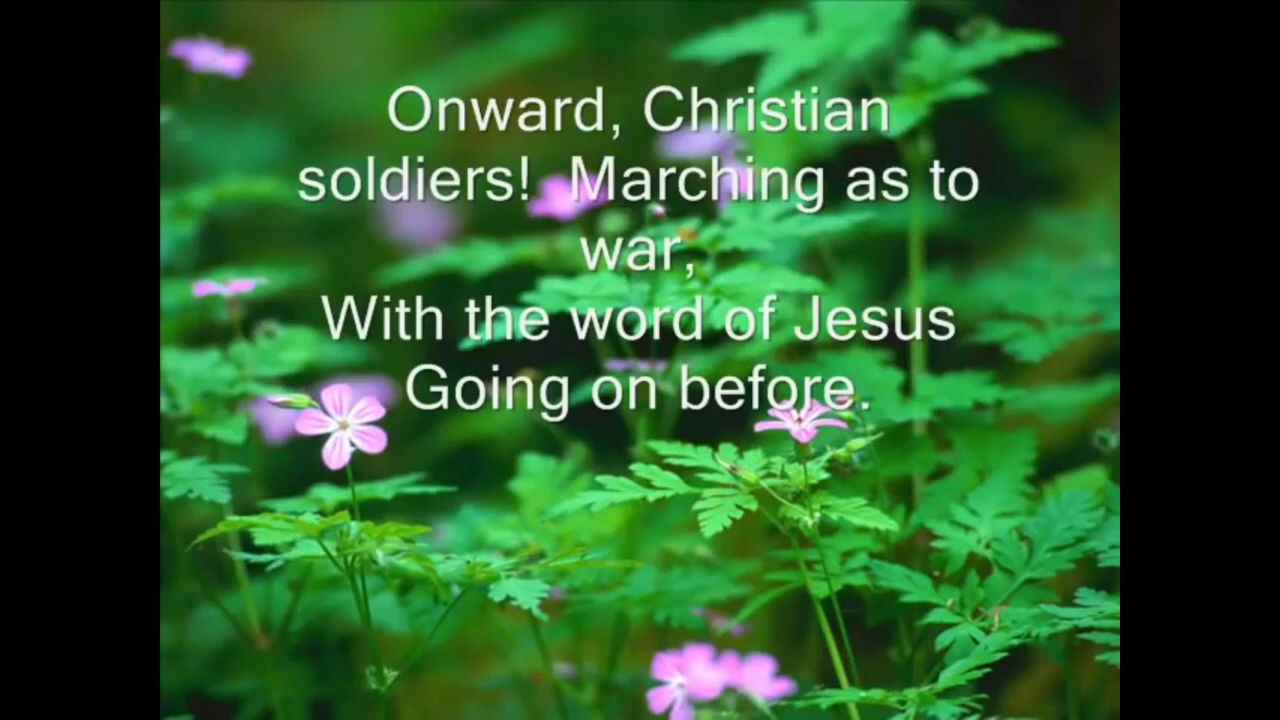 Onward, Christian
soldiers!  Marching as to
war,
With the word of Jesus
Going on before.